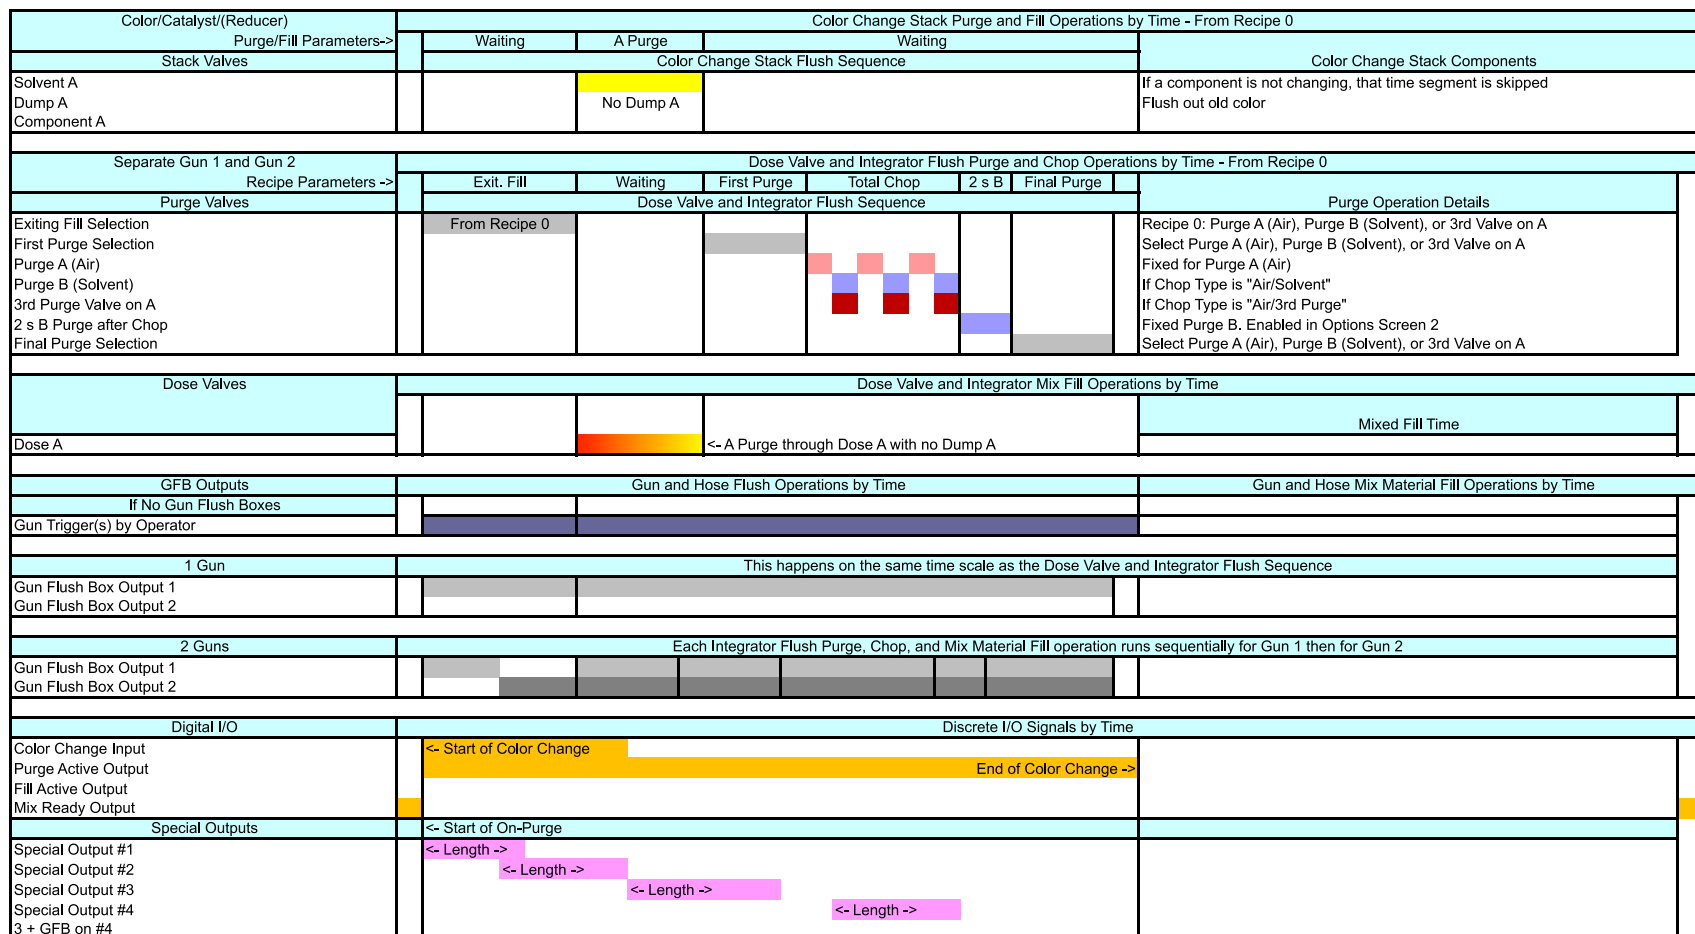 Color/Catalyst/(Reducer) Color Change Stack Purge and Fill Operations by Time - From Recipe 0
Purge/Fill Parameters-> Waiting A Purge Waiting
Stack Valves Color Change Stack Flush Sequence Color Change Stack Components
Solvent A If a component is not changing, that time segment is skipped
Dump A No Dump A Flush out old color
Component A
Separate Gun 1 and Gun 2 Dose Valve and Integrator Flush Purge and Chop Operations by Time - From Recipe 0
Recipe Parameters -> Exit. Fill Waiting First Purge Total Chop 2 s B Final Purge
Purge Valves Dose Valve and Integrator Flush Sequence Purge Operation Details
Exiting Fill Selection From Recipe 0 Recipe 0: Purge A (Air), Purge B (Solvent), or 3rd Valve on A
First Purge Selection Select Purge A (Air), Purge B (Solvent), or 3rd Valve on A
Purge A (Air) Fixed for Purge A (Air)
Purge B (Solvent) If Chop Type is "Air/Solvent"
3rd Purge Valve on A If Chop Type is "Air/3rd Purge"
2 s B Purge after Chop Fixed Purge B. Enabled in Options Screen 2
Final Purge Selection Select Purge A (Air), Purge B (Solvent), or 3rd Valve on A
Dose Valves Dose Valve and Integrator Mix Fill Operations by Time
Mixed Fill Time
Dose A <- A Purge through Dose A with no Dump A
GFB Outputs Gun and Hose Flush Operations by Time Gun and Hose Mix Material Fill Operations by Time
If No Gun Flush Boxes
Gun Trigger(s) by Operator
1 Gun This happens on the same time scale as the Dose Valve and Integrator Flush Sequence
Gun Flush Box Output 1
Gun Flush Box Output 2
2 Guns Each Integrator Flush Purge, Chop, and Mix Material Fill operation runs sequentially for Gun 1 then for Gun 2
Gun Flush Box Output 1
Gun Flush Box Output 2
Digital I/O Discrete I/O Signals by Time
Color Change Input <- Start of Color Change
Purge Active Output End of Color Change ->
Fill Active Output
Mix Ready Output
Special Outputs <- Start of On-Purge
Special Output #1 <- Length ->
Special Output #2 <- Length ->
Special Output #3 <- Length ->
Special Output #4 <- Length ->
3 + GFB on #4